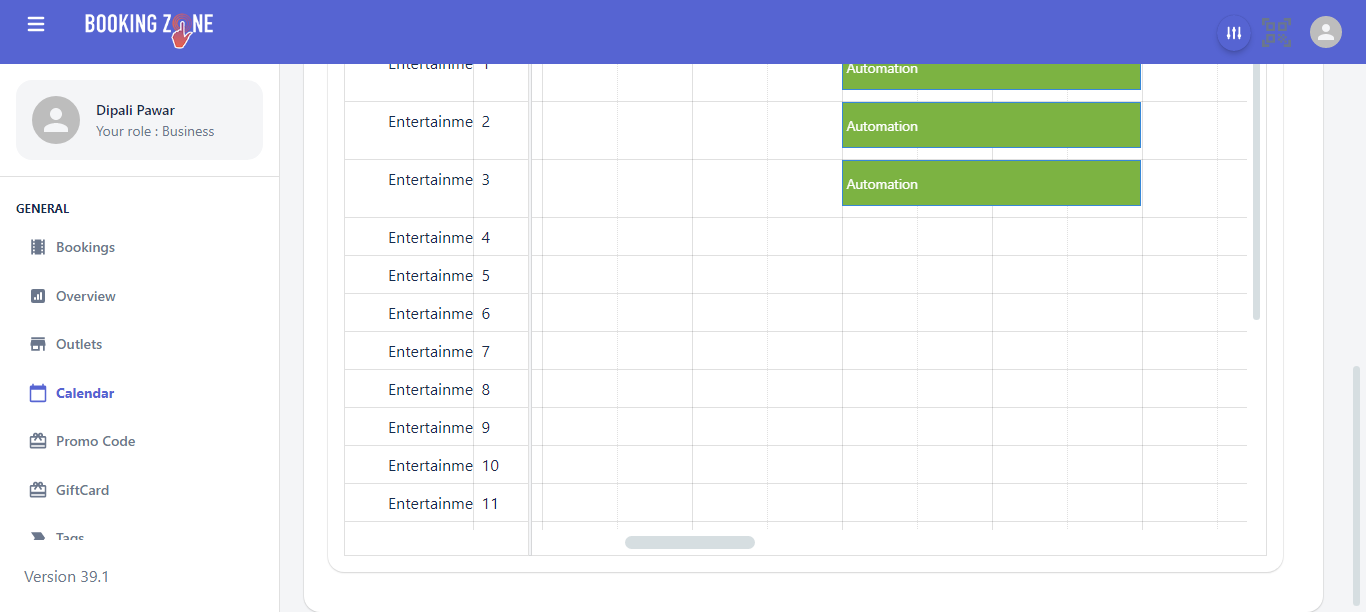 BOOKING ZONE
Dipali Pawar
Your role : Business
GENERAL
Bookings
Overview
Outlets
Calendar
Promo Code
GiftCard
Tags
Version 39.1
Entertainme 1
Automation
Entertainme 2
Automation
Entertainme 3
Automation
Entertainme 4
Entertainme 5
Entertainme 6
Entertainme 7
Entertainme 8
Entertainme 9
Entertainme 10
Entertainme 11